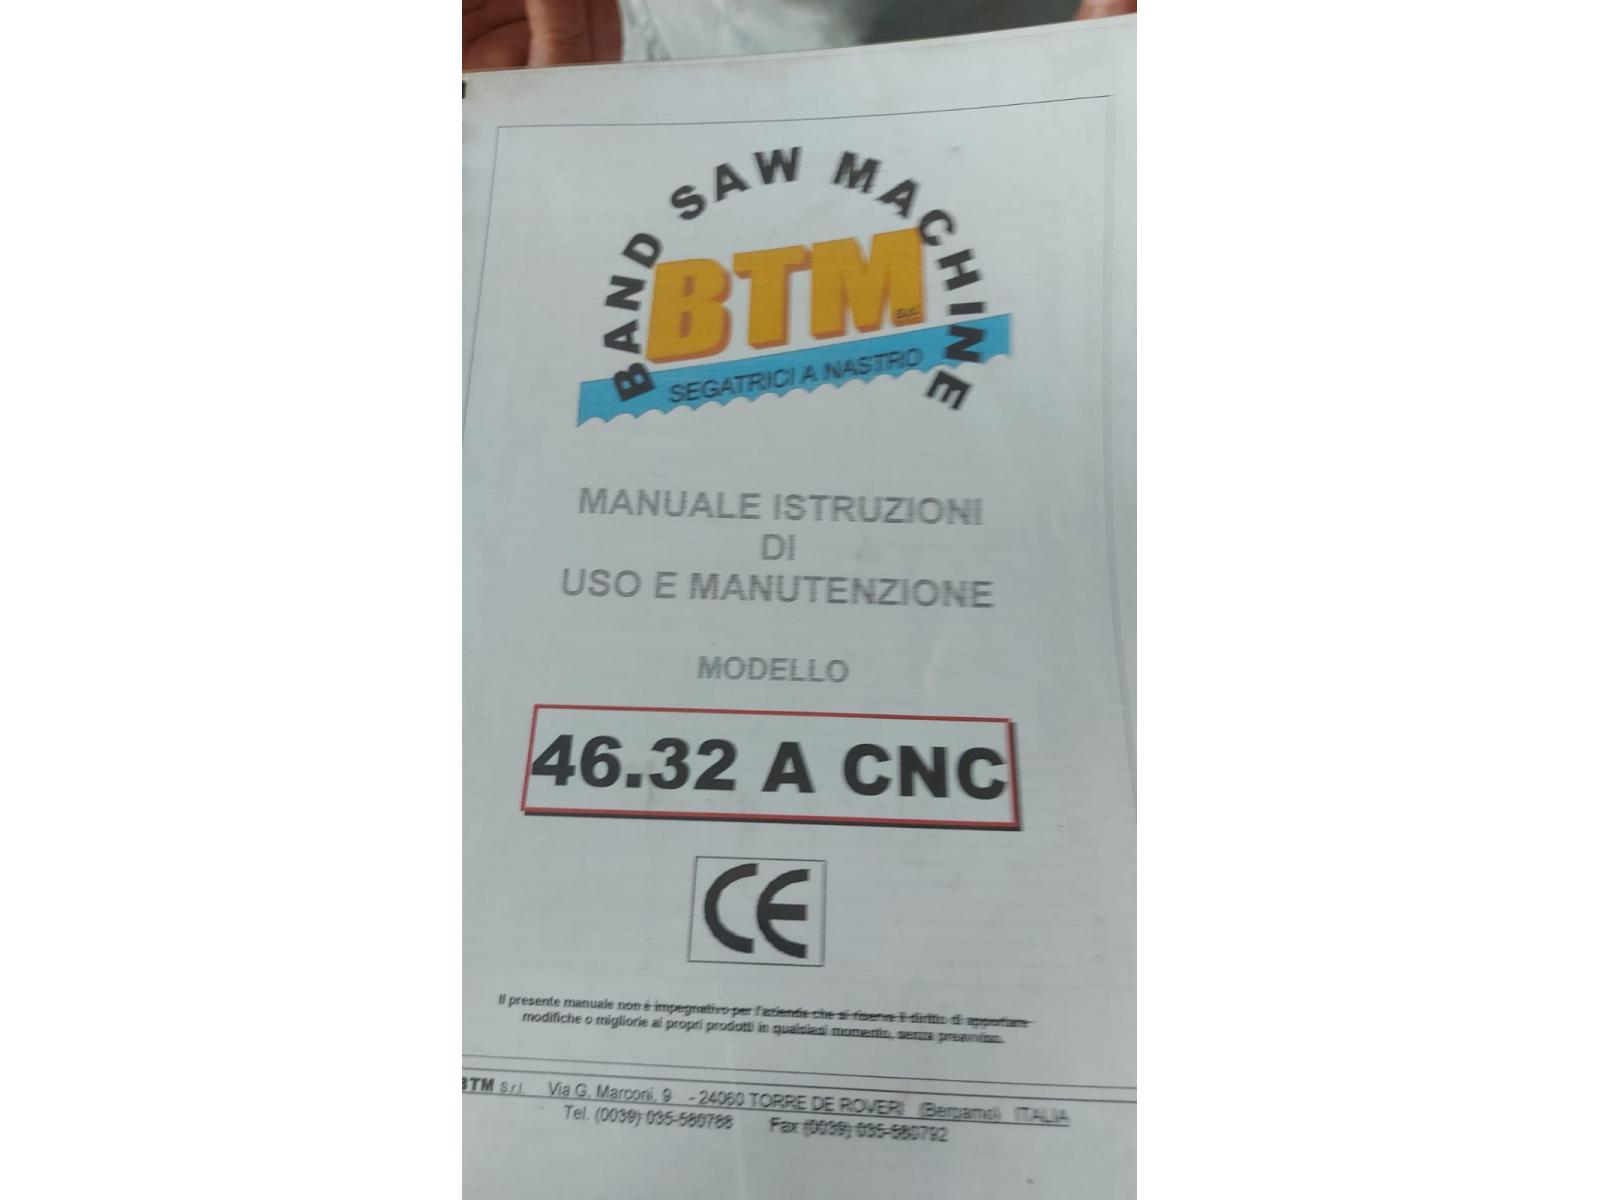 BAND SAW MACHINE
BTM S.r.l.
SEGATRICI A NASTRO
MANUALE ISTRUZIONI
DI
USO E MANUTENZIONE
MODELLO
46.32 A CNC
CE
Il presente manuale non è impegnativo per l'aziende che si riserva il diritto di apportare
modifiche o migliorie ai propri prodotti in qualsiasi momento, senza preavviso.
BTM S.r.l. Via G. Marconi, 9 - 24060 TORRE DE ROVERI (Bergamo) ITALIA
Tel. (0039) 035-580788 Fax (0039) 035-580792